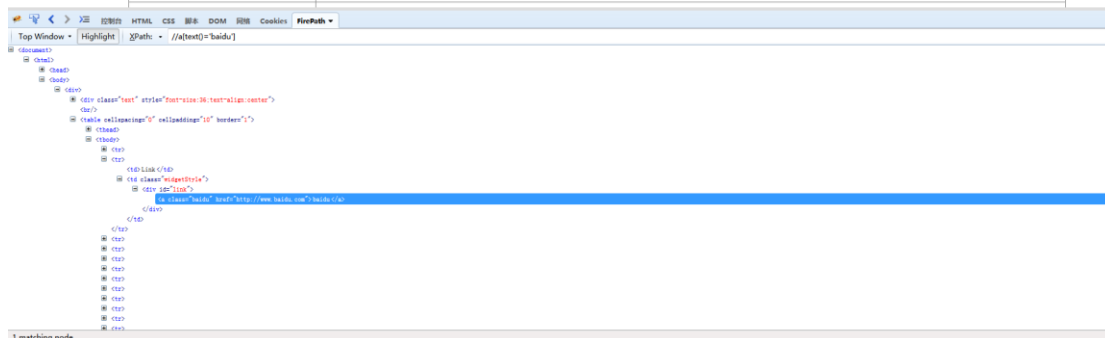 控制台 HTML CSS 脚本 DOM 网络 Cookies FirePath
Top Window Highlight XPath: //a[text()='baidu']
<document>
<html>
<head>
<body>
<div>
<div class="text" style="font-size:36;text-align:center">
<br/>
<table cellspacing="0" cellpadding="10" border="1">
<thead>
<tbody>
<tr>
<tr>
<td>Link</td>
<td class="widgetStyle">
<div id="link">
<a class="baidu" href="http://www.baidu.com">baidu</a>
</div>
</td>
</tr>
<tr>
<tr>
<tr>
<tr>
<tr>
<tr>
<tr>
<tr>
<tr>
<tr>
1 matching node